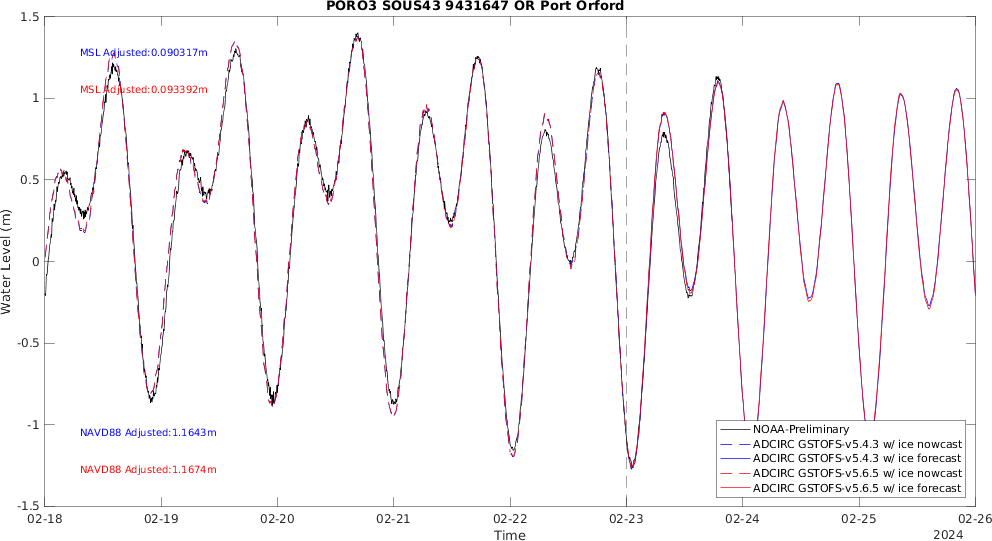 PORO3 SOUS43 9431647 OR Port Orford
MSL Adjusted:0.090317m
MSL Adjusted:0.093392m
NAVD88 Adjusted:1.1643m
NAVD88 Adjusted:1.1674m
Water Level (m)
1.5
1
0.5
0
-0.5
-1
-1.5
NOAA-Preliminary
ADCIRC GSTOFS-v5.4.3 w/ ice nowcast
ADCIRC GSTOFS-v5.4.3 w/ ice forecast
ADCIRC GSTOFS-v5.6.5 w/ ice nowcast
ADCIRC GSTOFS-v5.6.5 w/ ice forecast
02-18 02-19 02-20 02-21 02-22 02-23 02-24 02-25 02-26
Time
2024